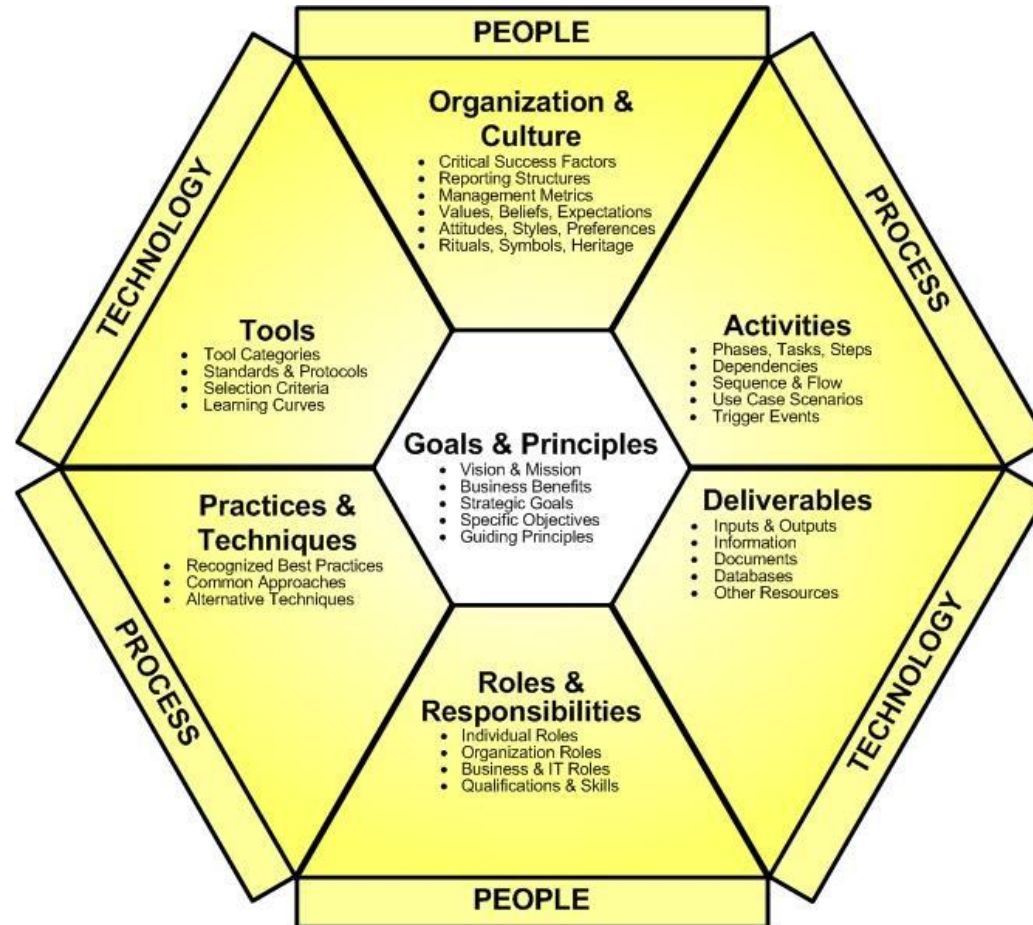 PEOPLE
Organization &
Culture
• Critical Success Factors
• Reporting Structures
• Management Metrics
• Values, Beliefs, Expectations
• Attitudes, Styles, Preferences
• Rituals, Symbols, Heritage
TECHNOLOGY
PROCESS
Tools
• Tool Categories
• Standards & Protocols
• Selection Criteria
• Learning Curves
Activities
• Phases, Tasks, Steps
• Dependencies
• Sequence & Flow
• Use Case Scenarios
• Trigger Events
Goals & Principles
• Vision & Mission
• Business Benefits
• Strategic Goals
• Specific Objectives
• Guiding Principles
Practices &
Techniques
• Recognized Best Practices
• Common Approaches
• Alternative Techniques
Deliverables
• Inputs & Outputs
• Information
• Documents
• Databases
• Other Resources
PROCESS
TECHNOLOGY
Roles &
Responsibilities
• Individual Roles
• Organization Roles
• Business & IT Roles
• Qualifications & Skills
PEOPLE